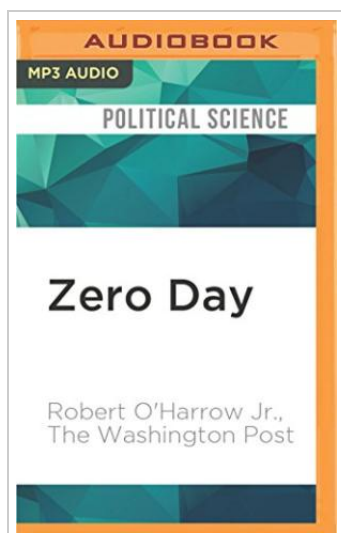 AUDIOBOOK
MP3 AUDIO
POLITICAL SCIENCE
Zero Day
Robert O'Harrow Jr.,
The Washington Post